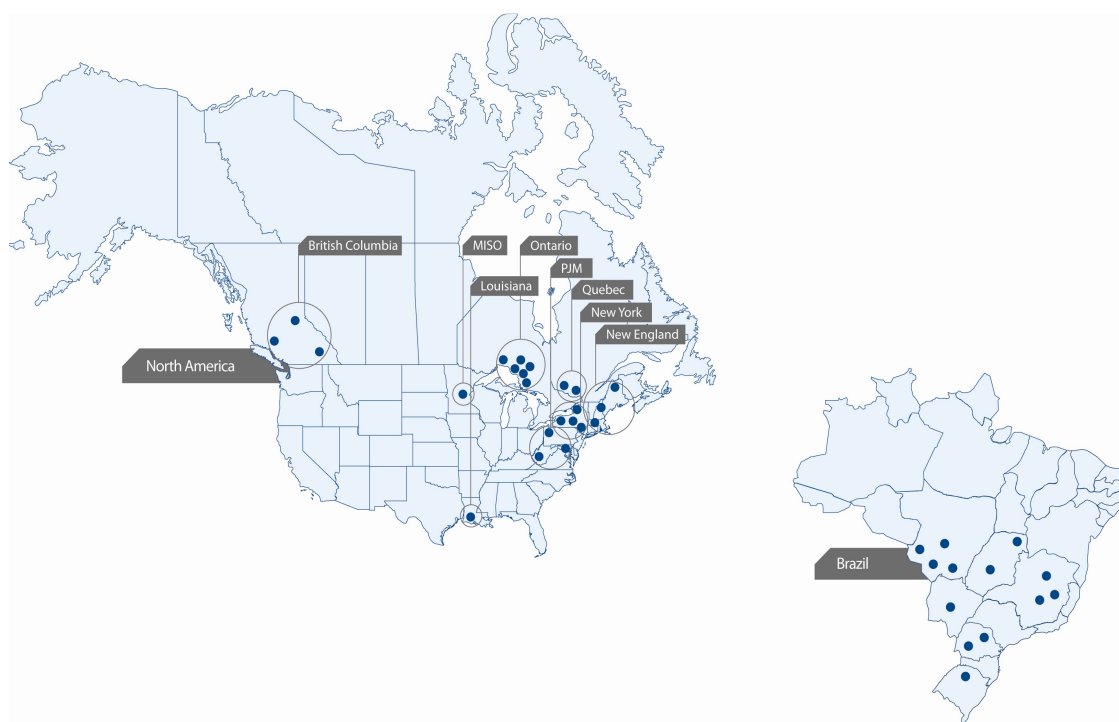 British Columbia
MISO
Ontario
PJM
Louisiana
Quebec
New York
New England
North America
Brazil